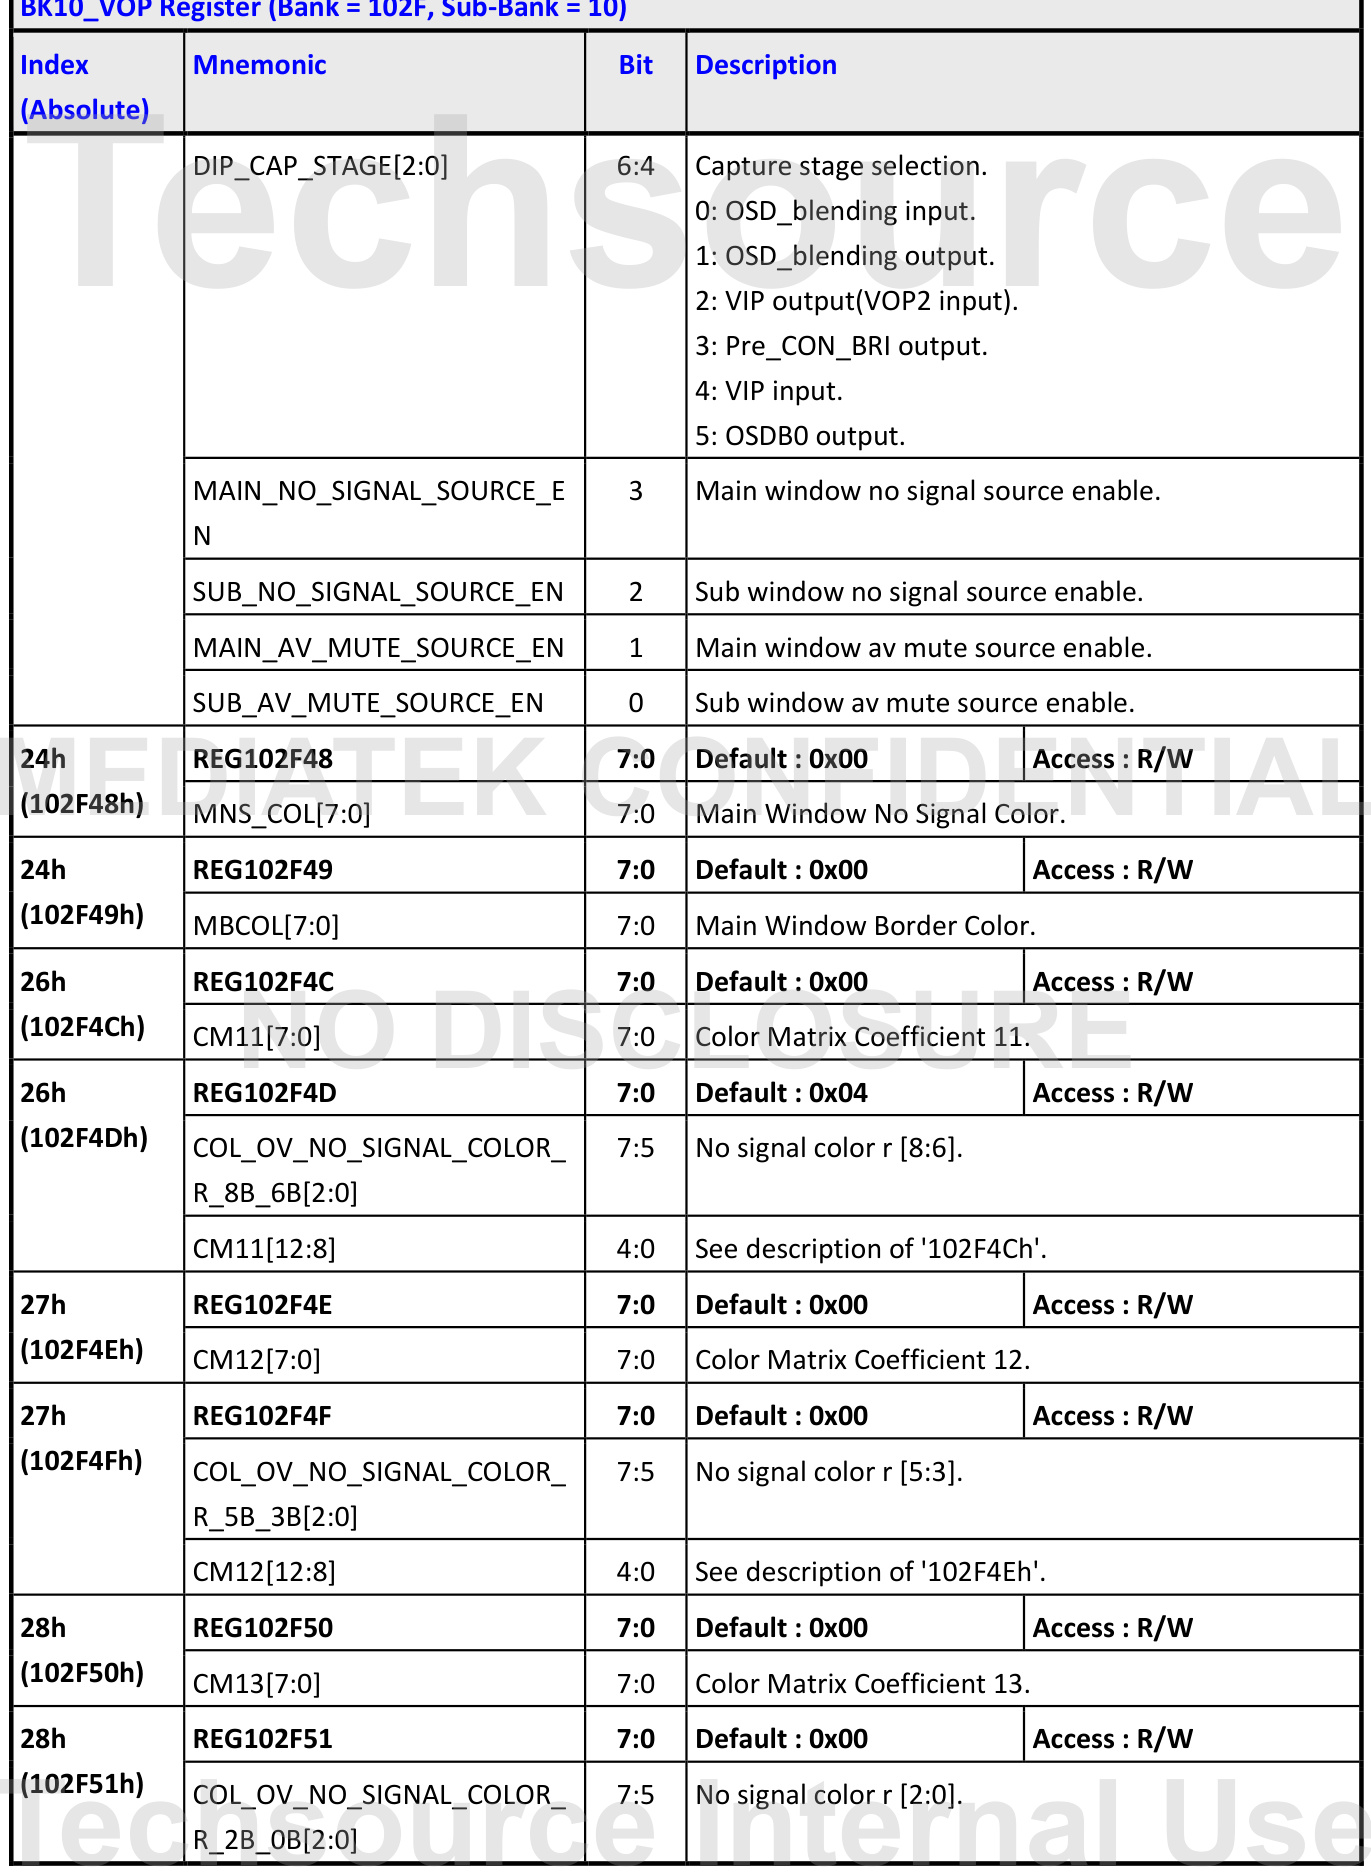 BK10_VOP Register (Bank = 102F, Sub-Bank = 10)
Index (Absolute) Mnemonic Bit Description
DIP_CAP_STAGE[2:0] 6:4 Capture stage selection.
0: OSD_blending input.
1: OSD_blending output.
2: VIP output(VOP2 input).
3: Pre_CON_BRI output.
4: VIP input.
5: OSDB0 output.
MAIN_NO_SIGNAL_SOURCE_E
N 3 Main window no signal source enable.
SUB_NO_SIGNAL_SOURCE_EN 2 Sub window no signal source enable.
MAIN_AV_MUTE_SOURCE_EN 1 Main window av mute source enable.
SUB_AV_MUTE_SOURCE_EN 0 Sub window av mute source enable.
24h REG102F48 7:0 Default : 0x00 Access : R/W
(102F48h) MNS_COL[7:0] 7:0 Main Window No Signal Color.
24h REG102F49 7:0 Default : 0x00 Access : R/W
(102F49h) MBCOL[7:0] 7:0 Main Window Border Color.
26h REG102F4C 7:0 Default : 0x00 Access : R/W
(102F4Ch) CM11[7:0] 7:0 Color Matrix Coefficient 11.
26h REG102F4D 7:0 Default : 0x04 Access : R/W
(102F4Dh) COL_OV_NO_SIGNAL_COLOR_
R_8B_6B[2:0] 7:5 No signal color r [8:6].
CM11[12:8] 4:0 See description of '102F4Ch'.
27h REG102F4E 7:0 Default : 0x00 Access : R/W
(102F4Eh) CM12[7:0] 7:0 Color Matrix Coefficient 12.
27h REG102F4F 7:0 Default : 0x00 Access : R/W
(102F4Fh) COL_OV_NO_SIGNAL_COLOR_
R_5B_3B[2:0] 7:5 No signal color r [5:3].
CM12[12:8] 4:0 See description of '102F4Eh'.
28h REG102F50 7:0 Default : 0x00 Access : R/W
(102F50h) CM13[7:0] 7:0 Color Matrix Coefficient 13.
28h REG102F51 7:0 Default : 0x00 Access : R/W
(102F51h) COL_OV_NO_SIGNAL_COLOR_
R_2B_0B[2:0] 7:5 No signal color r [2:0].
Techsource
MEDIATEK CONFIDENTIAL
NO DISCLOSURE
Techsource Internal Use